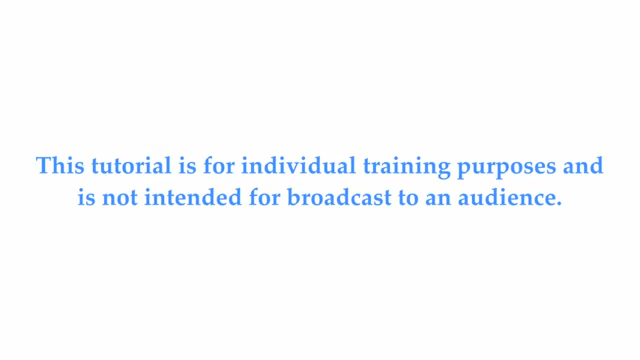 This tutorial is for individual training purposes and
is not intended for broadcast to an audience.